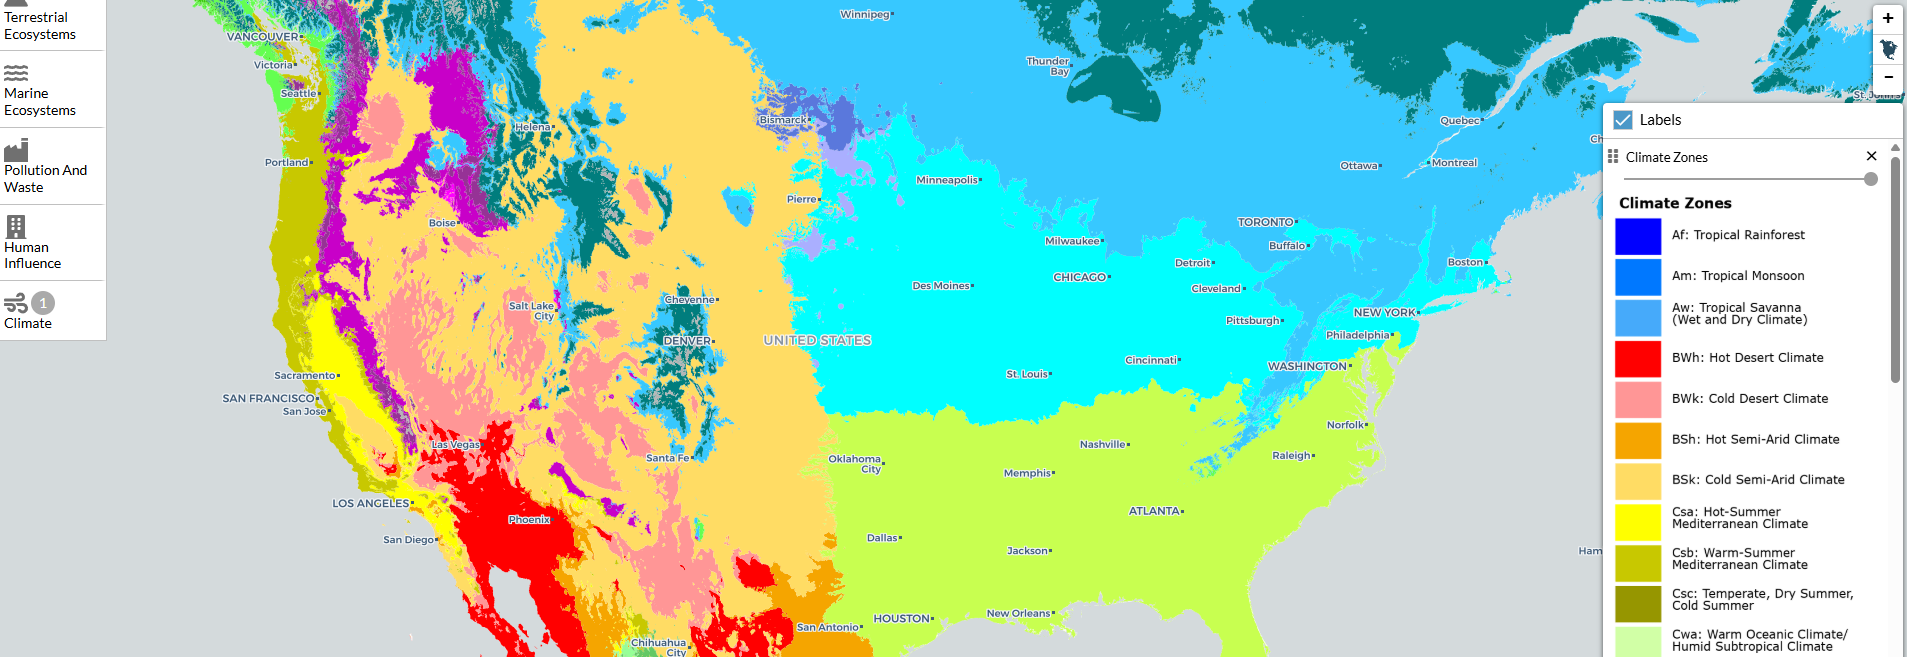 Terrestrial
Ecosystems
Marine
Ecosystems
Pollution And
Waste
Human
Influence
1
Climate
Winnipeg
VANCOUVER
Victoria
Seattle
Thunder
Bay
Bismarck
Helena
Quebec
Portland
Ottawa
Montreal
Minneapolis
Pierre
Boise
TORONTO
Milwaukee
Buffalo
Detroit
Boston
CHICAGO
Des Moines
Cleveland
Salt Lake
City
Cheyenne
NEW YORK
Pittsburgh
Philadelphia
DENVER
UNITED STATES
Cincinnati
WASHINGTON
Sacramento
St. Louis
SAN FRANCISCO
San Jose
Norfolk
Las Vegas
Nashville
Santa Fe
Oklahoma
City
Raleigh
Memphis
LOS ANGELES
Phoenix
ATLANTA
San Diego
Dallas
Jackson
Ham
New Orleans
HOUSTON
San Antonio
Chihuahua
City
+
−
St. John's
Ch
Labels
Climate Zones
Climate Zones
Af: Tropical Rainforest
Am: Tropical Monsoon
Aw: Tropical Savanna
(Wet and Dry Climate)
BWh: Hot Desert Climate
BWk: Cold Desert Climate
BSh: Hot Semi-Arid Climate
BSk: Cold Semi-Arid Climate
Csa: Hot-Summer
Mediterranean Climate
Csb: Warm-Summer
Mediterranean Climate
Csc: Temperate, Dry Summer,
Cold Summer
Cwa: Warm Oceanic Climate/
Humid Subtropical Climate